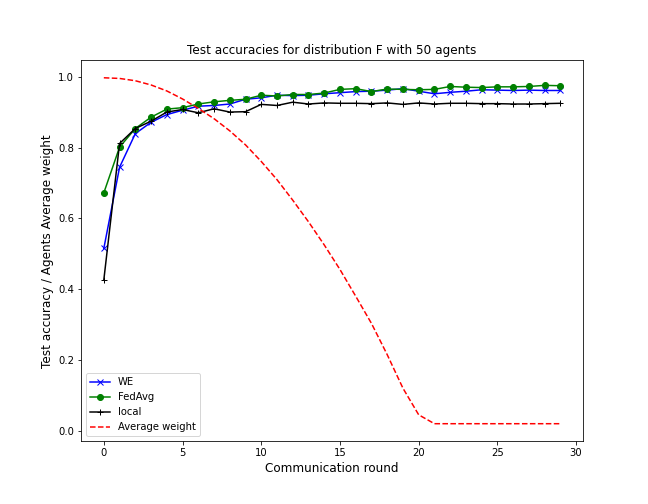 Test accuracies for distribution F with 50 agents
Test accuracy / Agents Average weight
1.0
0.8
0.6
0.4
0.2
0.0
WE
FedAvg
local
Average weight
0 5 10 15 20 25 30
Communication round